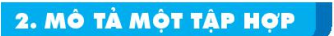 2. MÔ TẢ MỘT TẬP HỢP